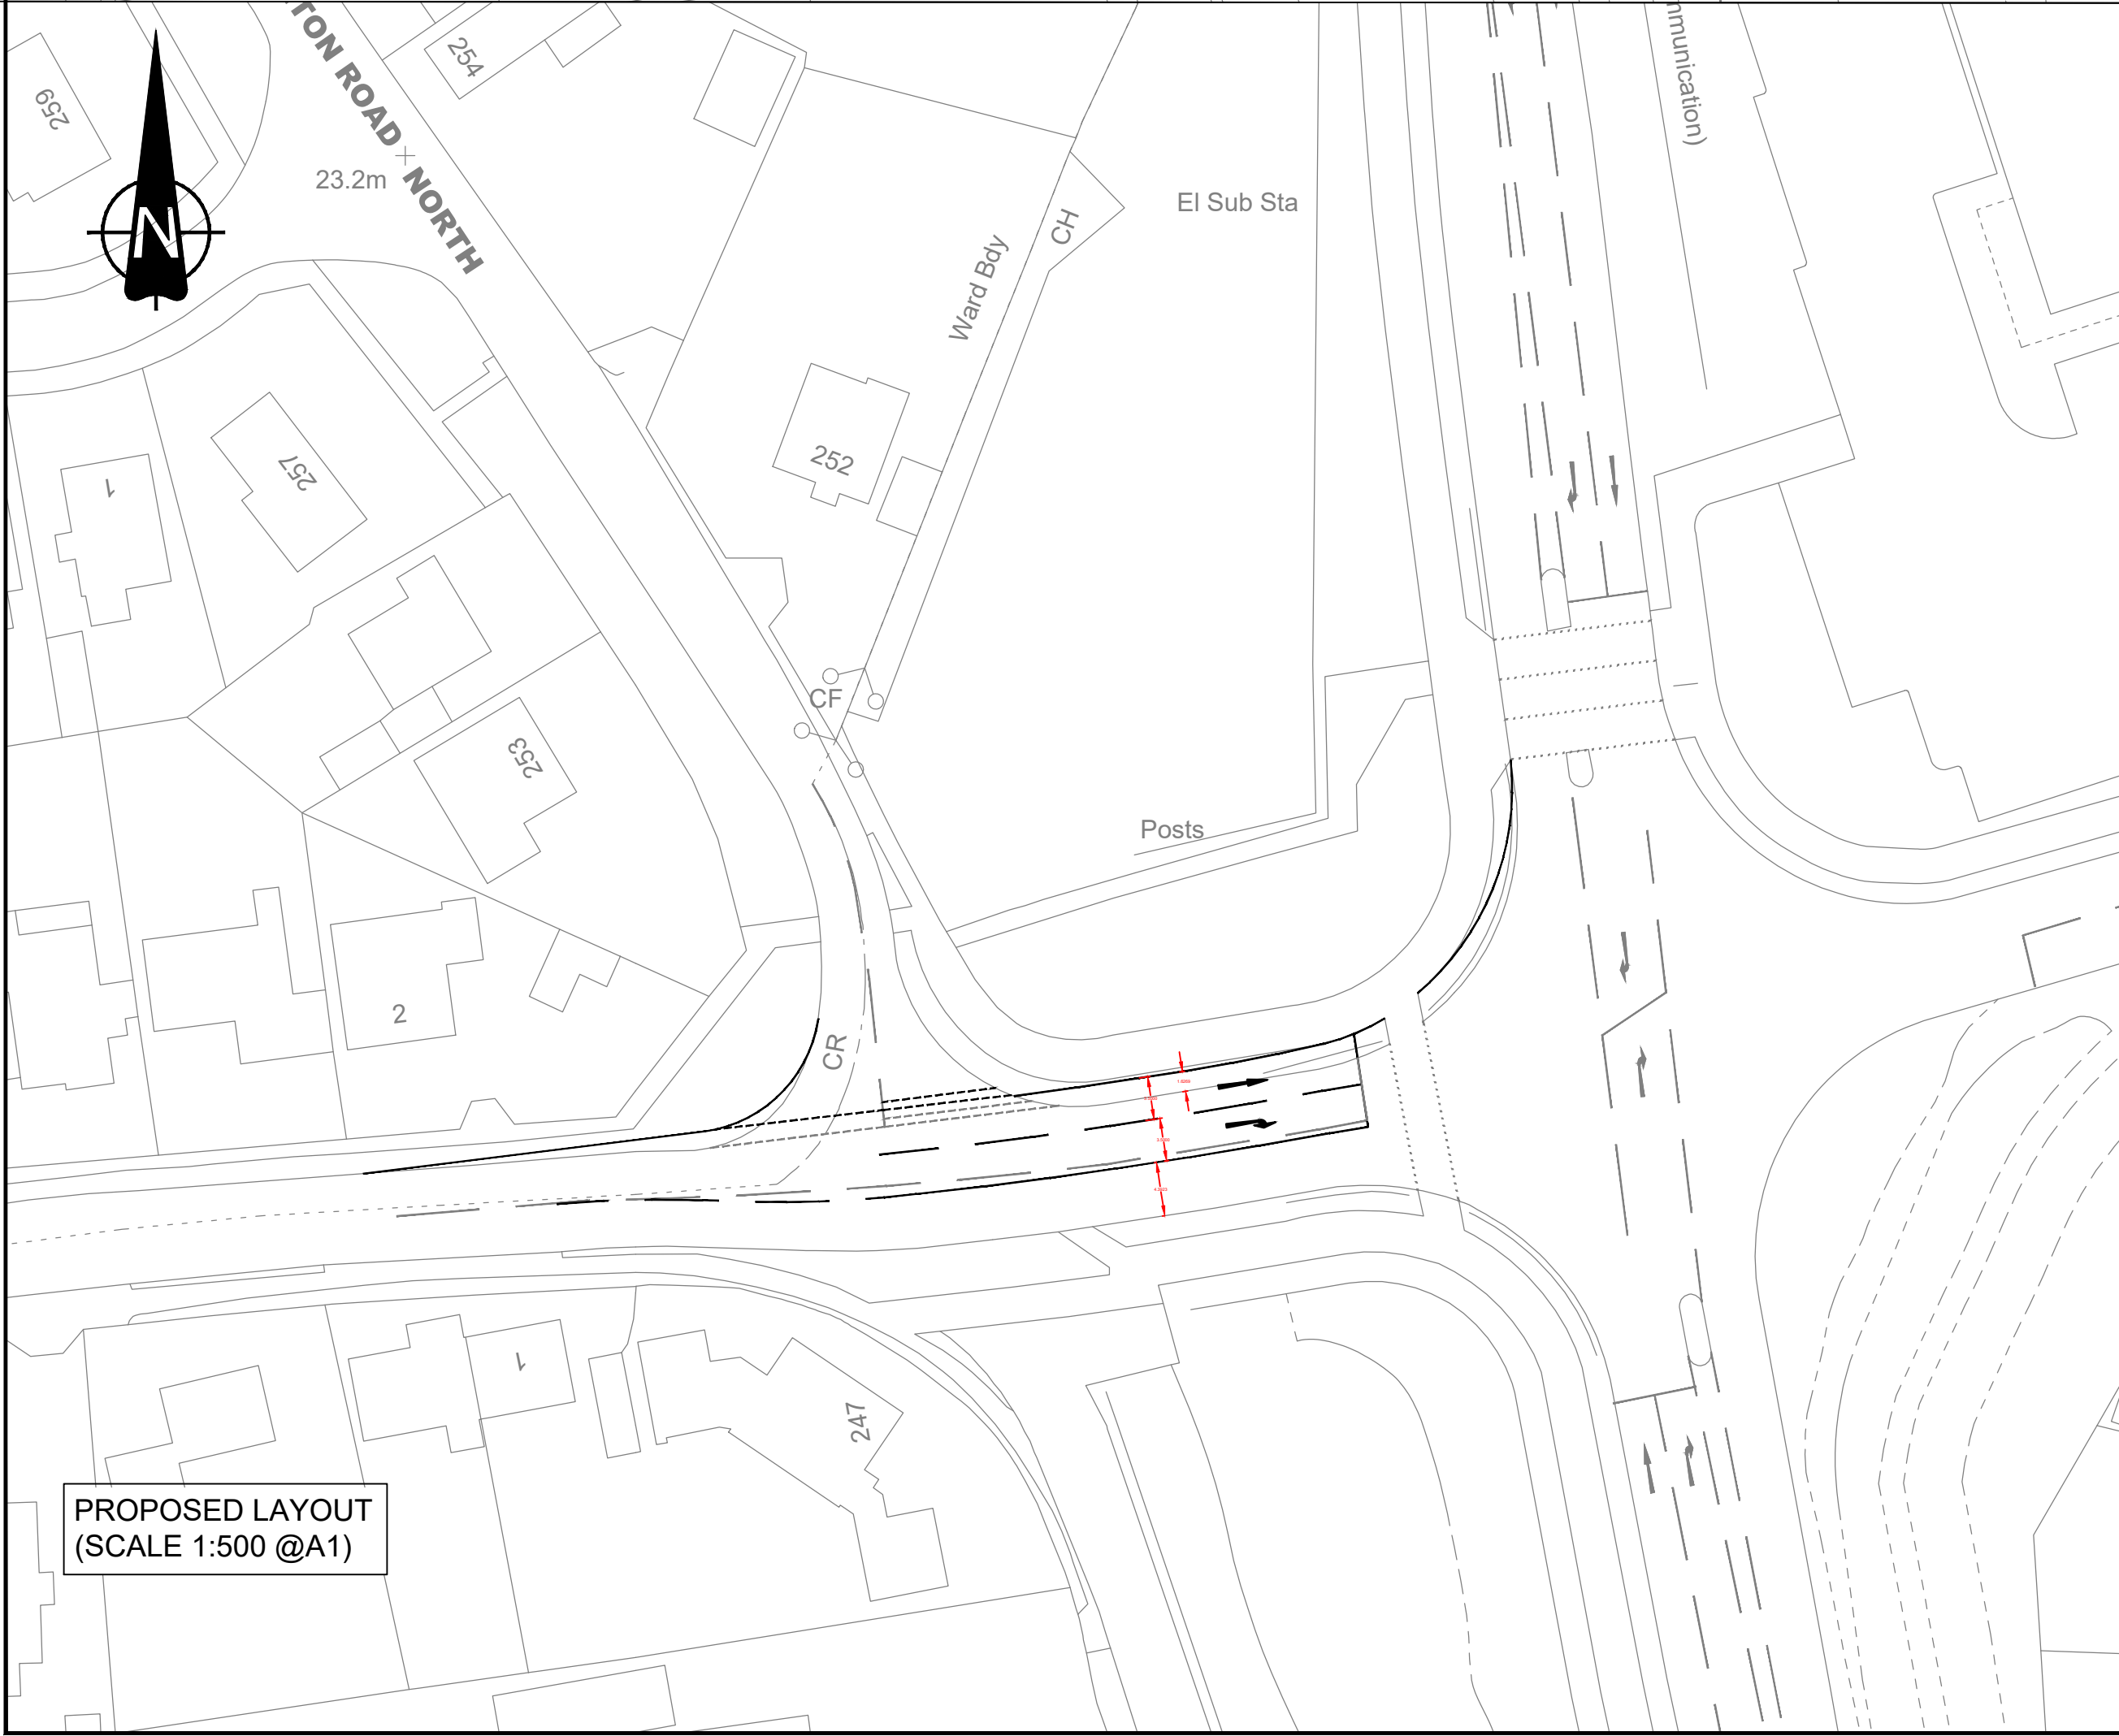 TON ROAD NORTH
254
259
mmunication)
23.2m
El Sub Sta
CH
N
Ward Bdy
252
257
1
CF
253
Posts
2
CR
1
247
PROPOSED LAYOUT
(SCALE 1:500 @A1)